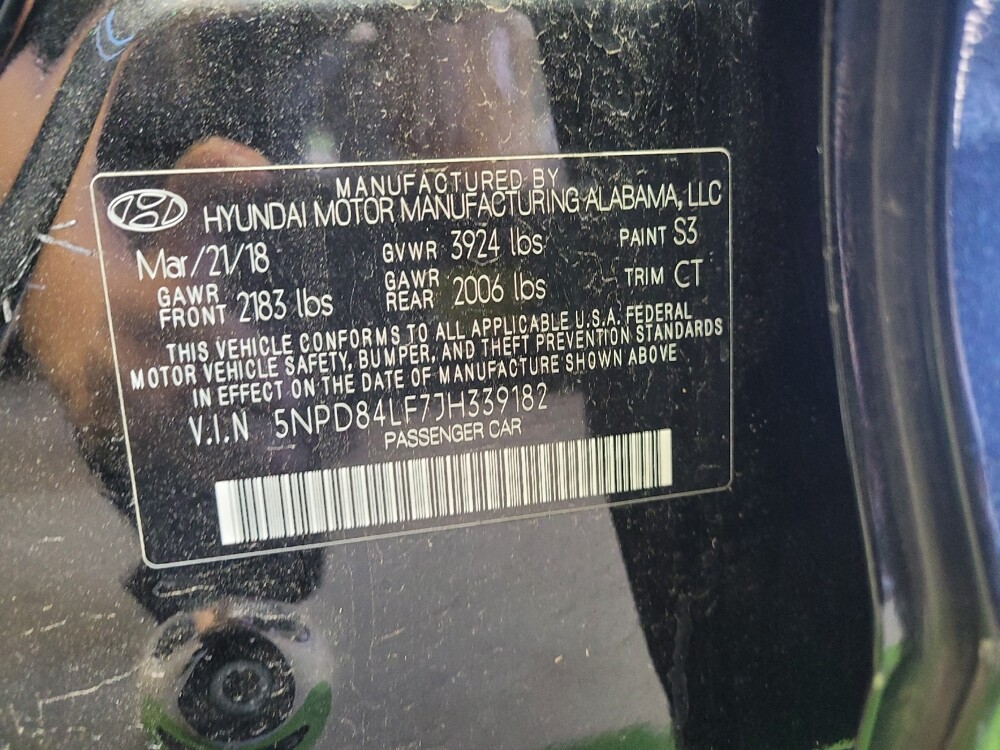 MANUFACTURED BY
HYUNDAI MOTOR MANUFACTURING ALABAMA, LLC
Mar/21/18 GVWR 3924 lbs PAINT S3
GAWR FRONT 2183 lbs GAWR REAR 2006 lbs TRIM CT
THIS VEHICLE CONFORMS TO ALL APPLICABLE U.S.A. FEDERAL
MOTOR VEHICLE SAFETY, BUMPER, AND THEFT PREVENTION STANDARDS
IN EFFECT ON THE DATE OF MANUFACTURE SHOWN ABOVE
V.I.N 5NPD84LF7JH339182
PASSENGER CAR